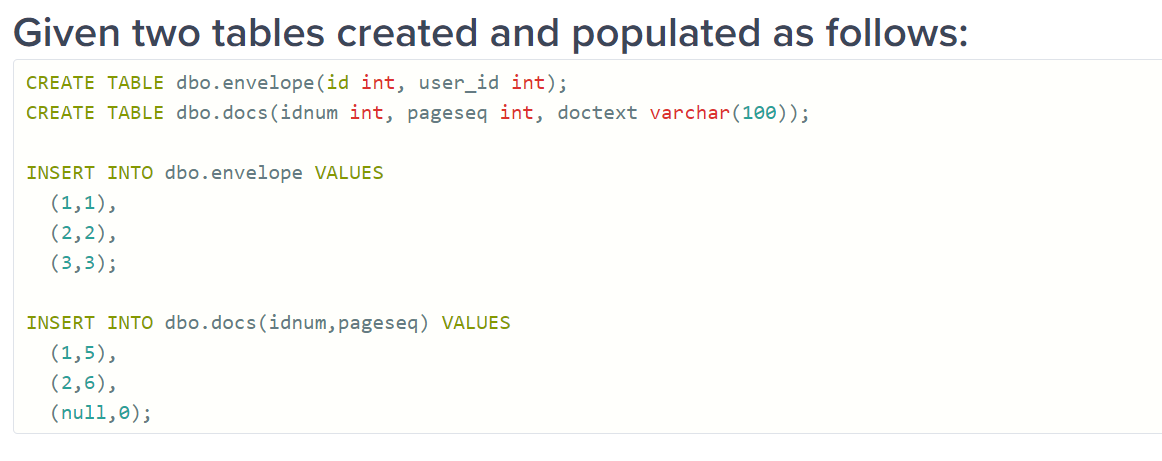 Given two tables created and populated as follows:
CREATE TABLE dbo.envelope(id int, user_id int);
CREATE TABLE dbo.docs(idnum int, pageseq int, doctext varchar(100));
INSERT INTO dbo.envelope VALUES
(1,1),
(2,2),
(3,3);
INSERT INTO dbo.docs(idnum,pageseq) VALUES
(1,5),
(2,6),
(null,0);